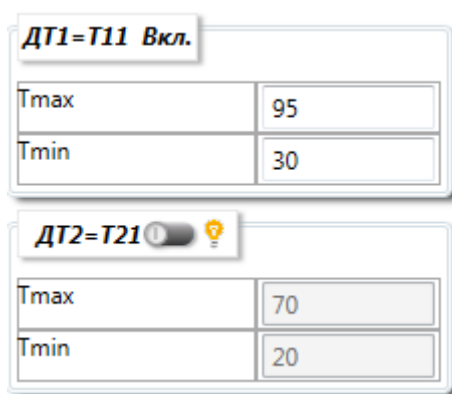 ДТ1=Т11 Вкл.
Tmax 95
Tmin 30
ДТ2=Т21
Tmax 70
Tmin 20